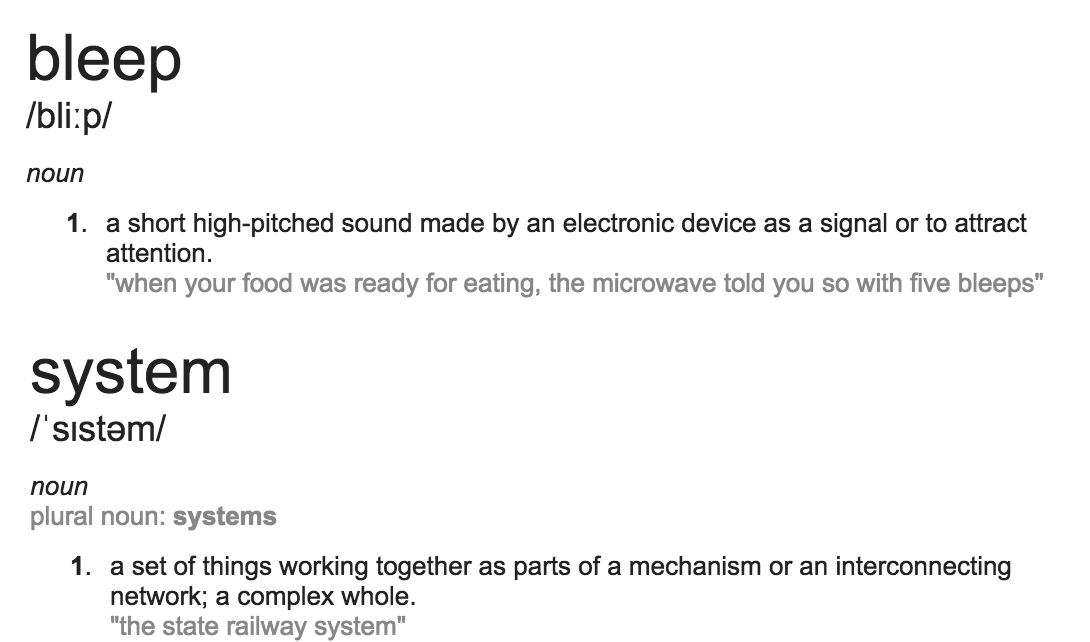 bleep
/bliːp/
noun
1. a short high-pitched sound made by an electronic device as a signal or to attract
attention.
"when your food was ready for eating, the microwave told you so with five bleeps"
system
/ˈsɪstəm/
noun
plural noun: systems
1. a set of things working together as parts of a mechanism or an interconnecting
network; a complex whole.
"the state railway system"